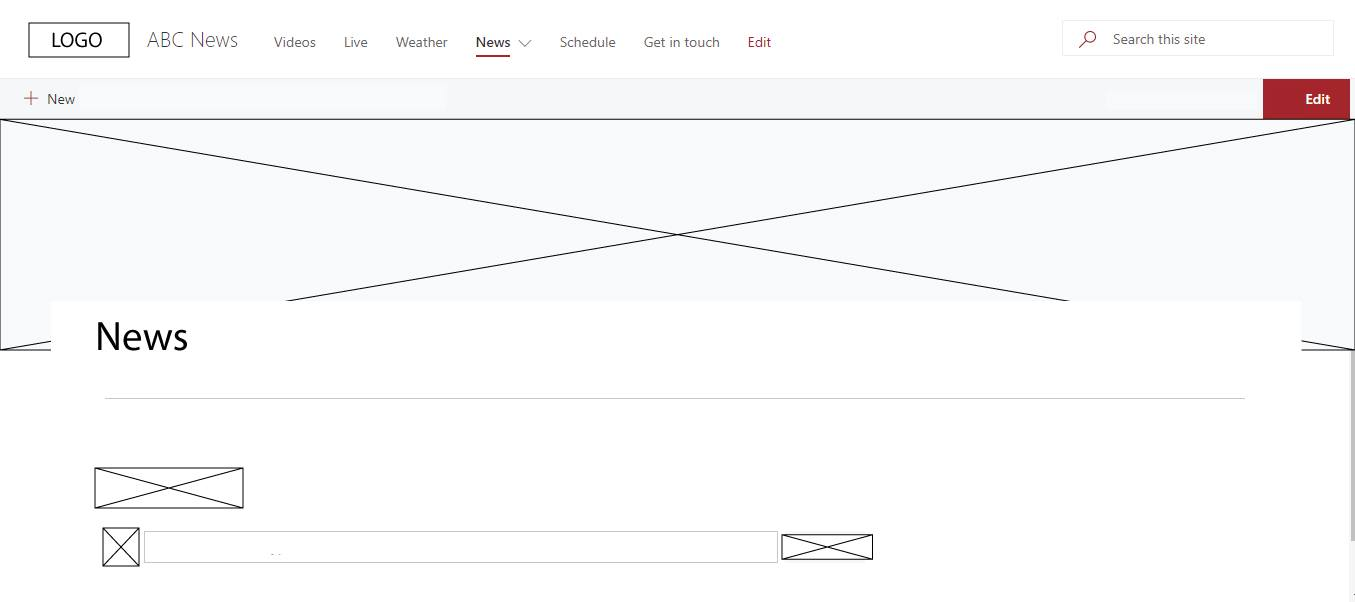 LOGO ABC News Videos Live Weather News Schedule Get in touch Edit Search this site
+ New Edit
News